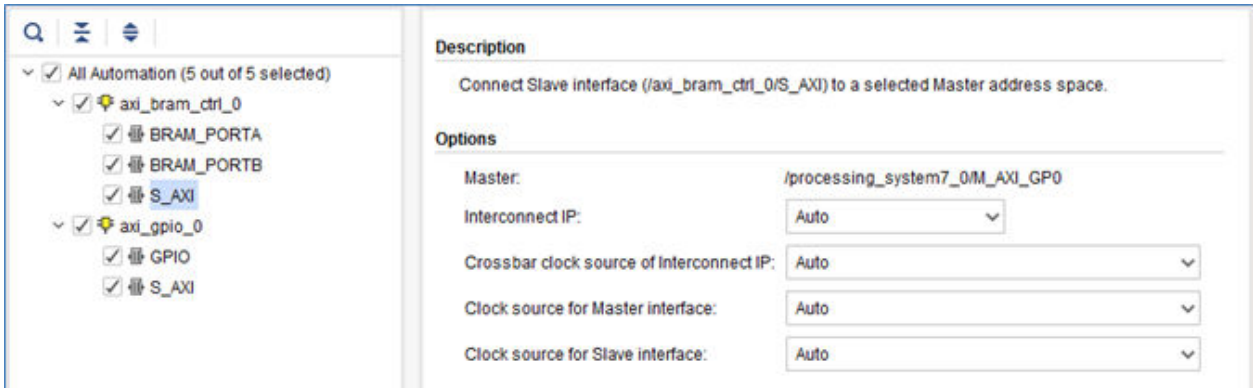 All Automation (5 out of 5 selected)
axi_bram_ctrl_0
BRAM_PORTA
BRAM_PORTB
S_AXI
axi_gpio_0
GPIO
S_AXI
Description
Connect Slave interface (/axi_bram_ctrl_0/S_AXI) to a selected Master address space.
Options
Master: /processing_system7_0/M_AXI_GP0
Interconnect IP: Auto
Crossbar clock source of Interconnect IP: Auto
Clock source for Master interface: Auto
Clock source for Slave interface: Auto